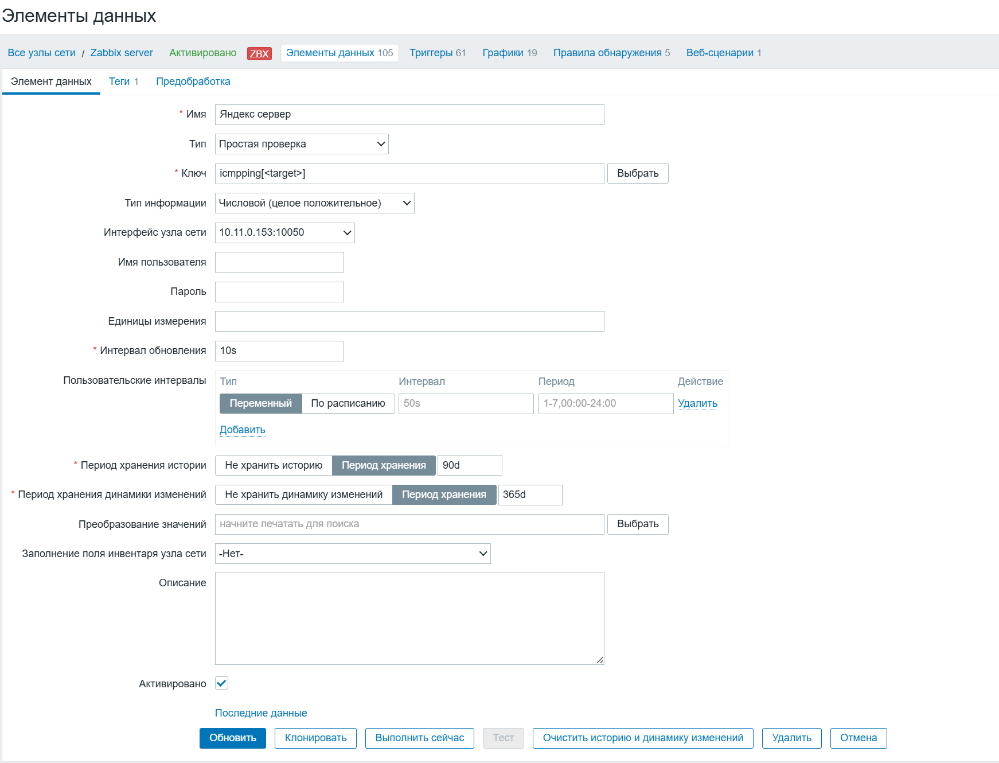 Элементы данных
Все узлы сети / Zabbix server Активировано ZBX Элементы данных 105 Триггеры 61 Графики 19 Правила обнаружения 5 Веб-сценарии 1
Элемент данных Теги 1 Предобработка
* Имя Яндекс сервер
Тип Простая проверка
* Ключ icmpping[<target>] Выбрать
Тип информации Числовой (целое положительное)
Интерфейс узла сети 10.11.0.153:10050
Имя пользователя
Пароль
Единицы измерения
* Интервал обновления 10s
Пользовательские интервалы Тип Интервал Период Действие
Переменный По расписанию 50s 1-7,00:00-24:00 Удалить
Добавить
* Период хранения истории Не хранить историю Период хранения 90d
* Период хранения динамики изменений Не хранить динамику изменений Период хранения 365d
Преобразование значений начните печатать для поиска Выбрать
Заполнение поля инвентаря узла сети -Нет-
Описание
Активировано
Последние данные
Обновить Клонировать Выполнить сейчас Тест Очистить историю и динамику изменений Удалить Отмена